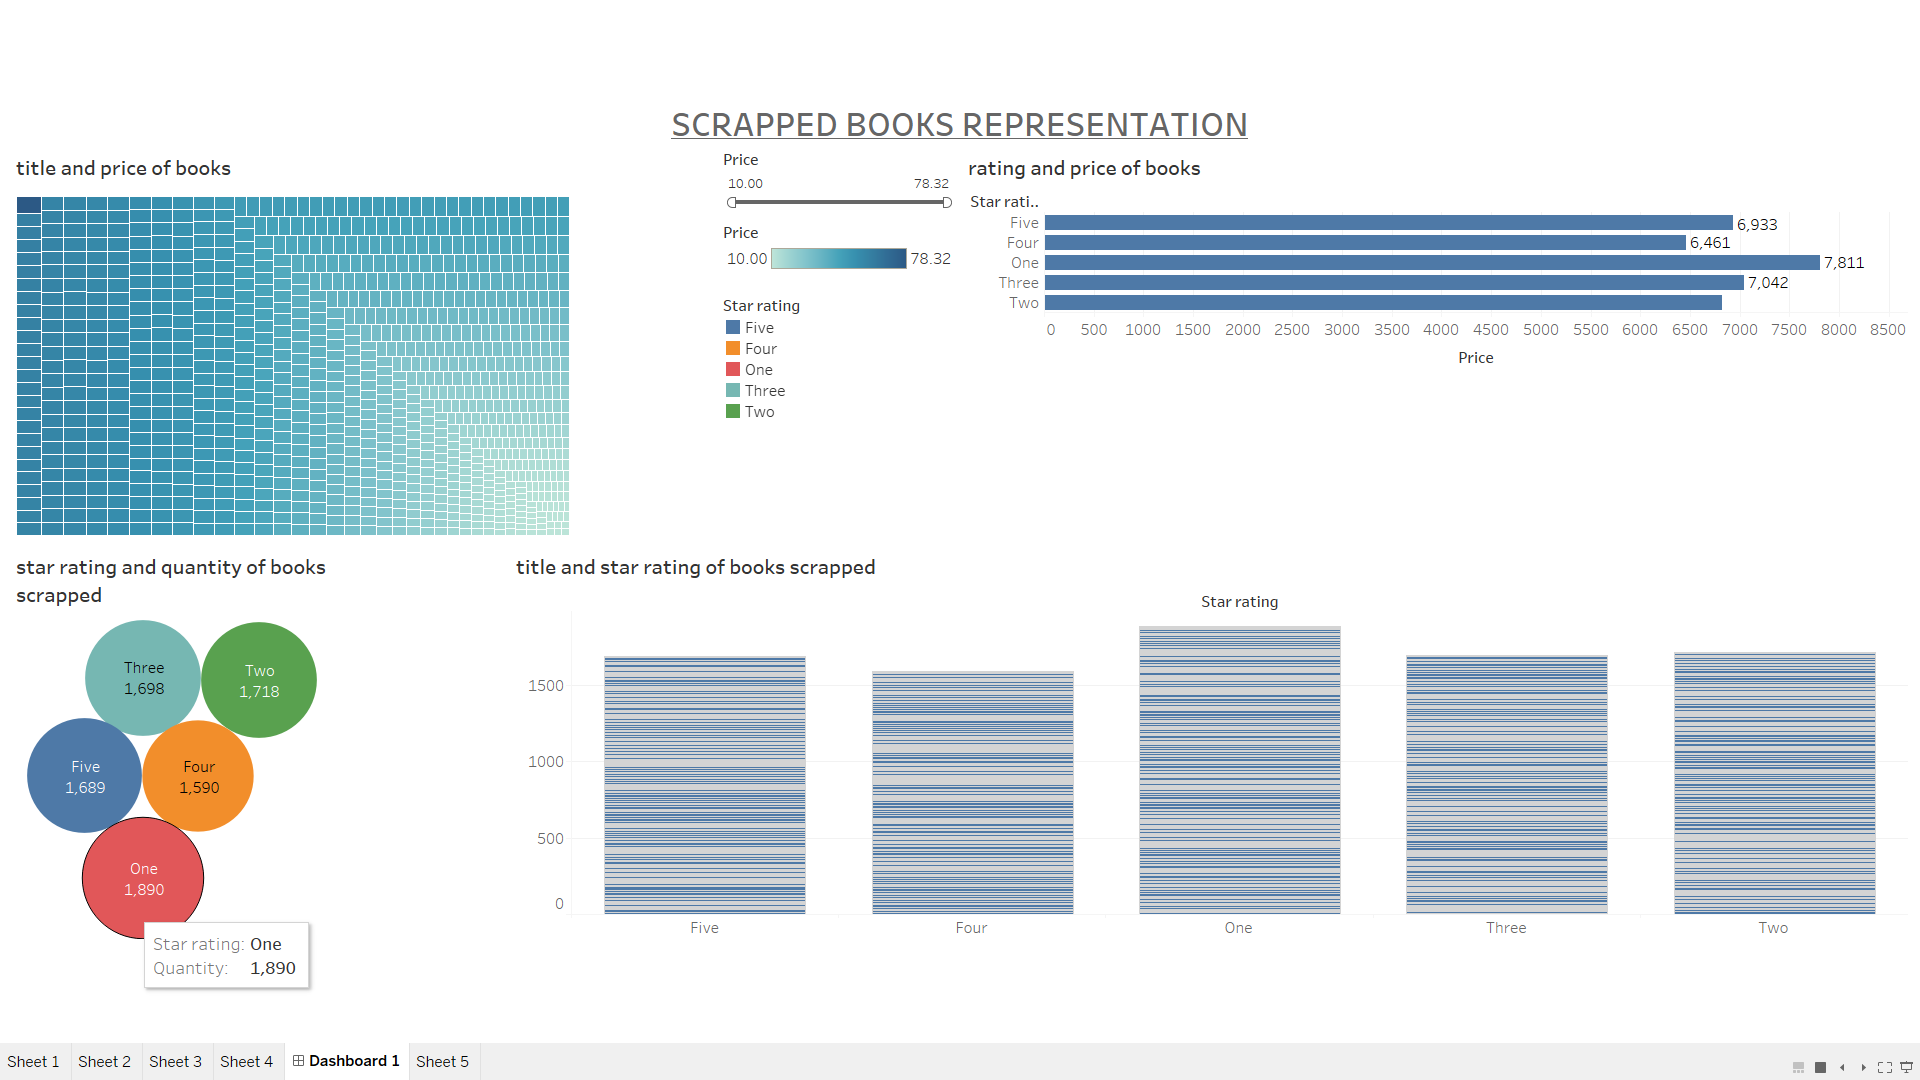 SCRAPPED BOOKS REPRESENTATION
title and price of books
Price
10.00 78.32
Price
10.00 78.32
Star rating
Five
Four
One
Three
Two
rating and price of books
Star rati..
Five 6,933
Four 6,461
One 7,811
Three 7,042
Two
0 500 1000 1500 2000 2500 3000 3500 4000 4500 5000 5500 6000 6500 7000 7500 8000 8500
Price
star rating and quantity of books
scrapped
Three
1,698
Two
1,718
Five
1,689
Four
1,590
One
1,890
Star rating: One
Quantity: 1,890
title and star rating of books scrapped
Star rating
1500
1000
500
0
Five Four One Three Two
Sheet 1 Sheet 2 Sheet 3 Sheet 4 Dashboard 1 Sheet 5